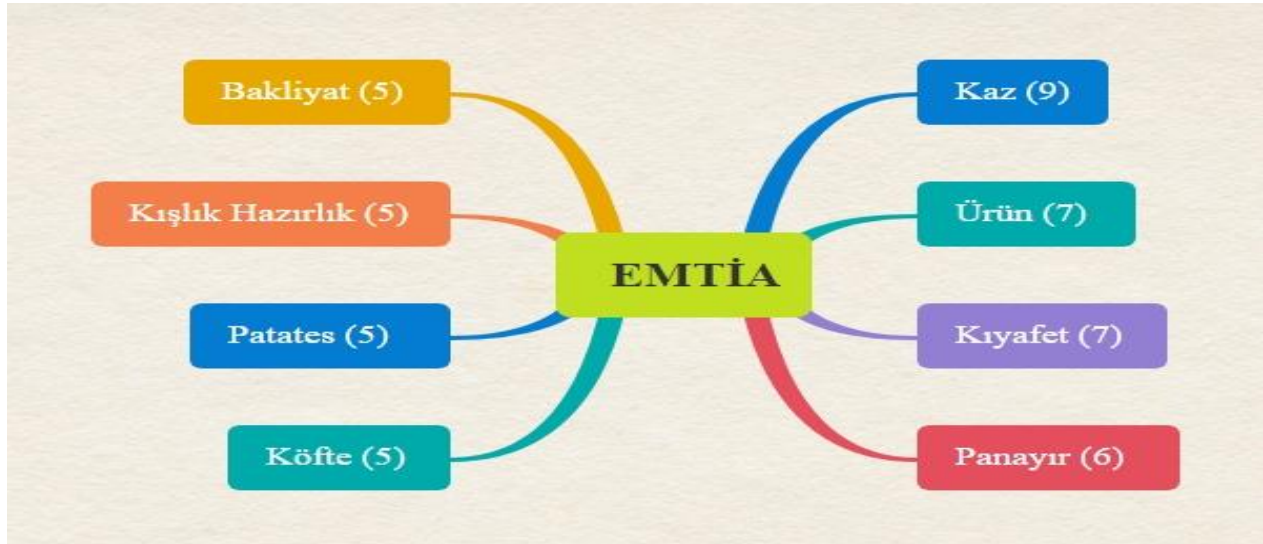 Bakliyat (5)
Kışlık Hazırlık (5)
Patates (5)
Köfte (5)
EMTİA
Kaz (9)
Ürün (7)
Kıyafet (7)
Panayır (6)